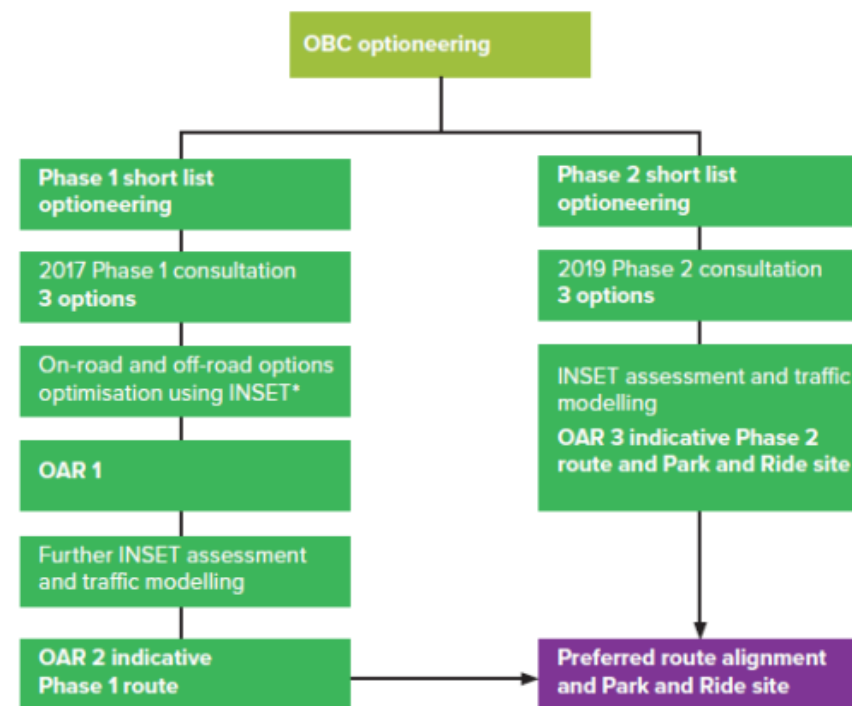 OBC optioneering
Phase 1 short list
optioneering
2017 Phase 1 consultation
3 options
On-road and off-road options
optimisation using INSET*
OAR 1
Further INSET assessment
and traffic modelling
OAR 2 indicative
Phase 1 route
Phase 2 short list
optioneering
2019 Phase 2 consultation
3 options
INSET assessment and traffic
modelling
OAR 3 indicative Phase 2
route and Park and Ride site
Preferred route alignment
and Park and Ride site